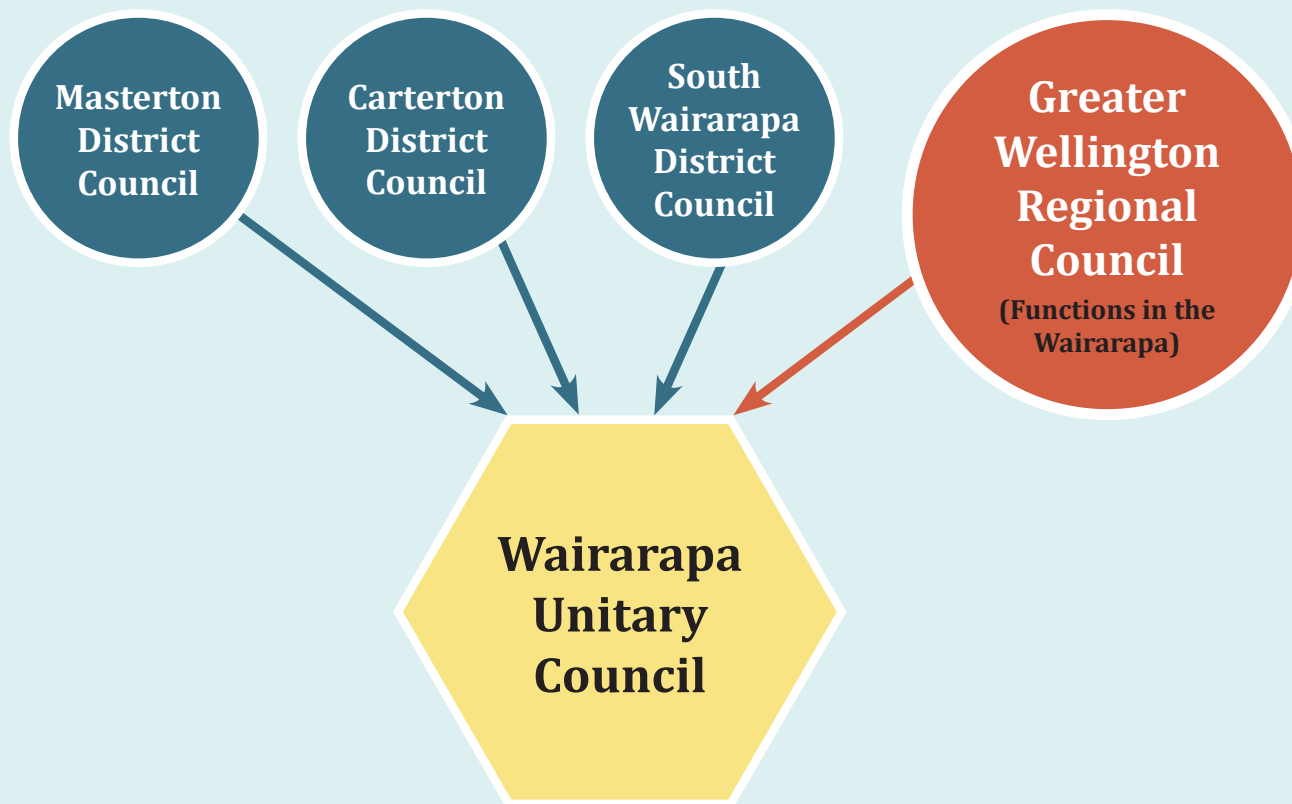 Masterton
District
Council
Carterton
District
Council
South
Wairarapa
District
Council
Greater
Wellington
Regional
Council
(Functions in the
Wairarapa)
Wairarapa
Unitary
Council